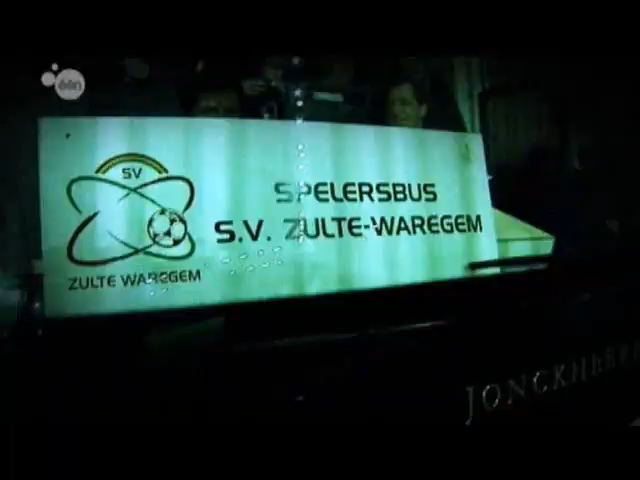 één
SV
ZULTE WAREGEM
SPELERSBUS
S.V. ZULTE-WAREGEM
JONCKHEERE